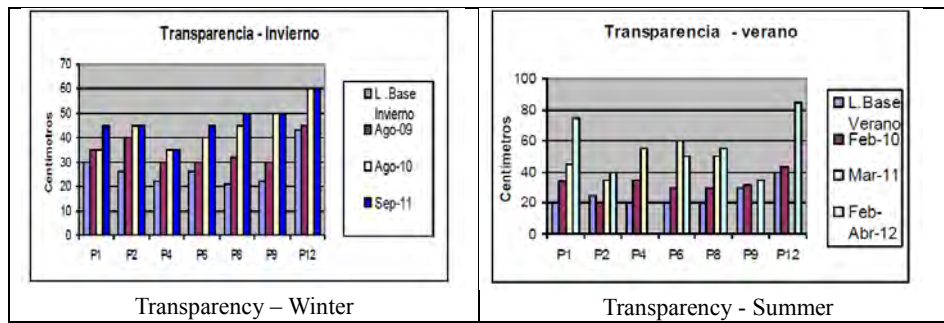 Transparencia - Invierno
Centimetros
70
60
50
40
30
20
10
0
P1 P2 P4 P6 P8 P9 P12
L .Base
Invierno
Ago-09
Ago-10
Sep-11
Transparency – Winter
Transparencia - verano
Centimetros
100
80
60
40
20
0
P1 P2 P4 P6 P8 P9 P12
L.Base
Verano
Feb-10
Mar-11
Feb-
Abr-12
Transparency - Summer